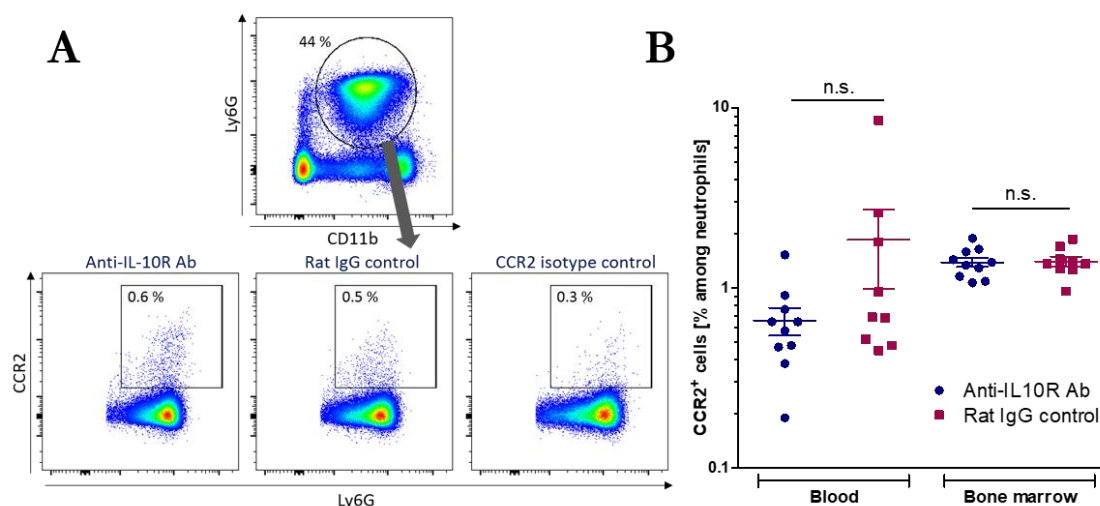 A
44 %
Ly6G
CD11b
Anti-IL-10R Ab
Rat IgG control
CCR2 isotype control
0.6 %
0.5 %
0.3 %
CCR2
Ly6G
B
n.s.
n.s.
10
1
0.1
CCR2+ cells [% among neutrophils]
Anti-IL10R Ab
Rat IgG control
Blood
Bone marrow